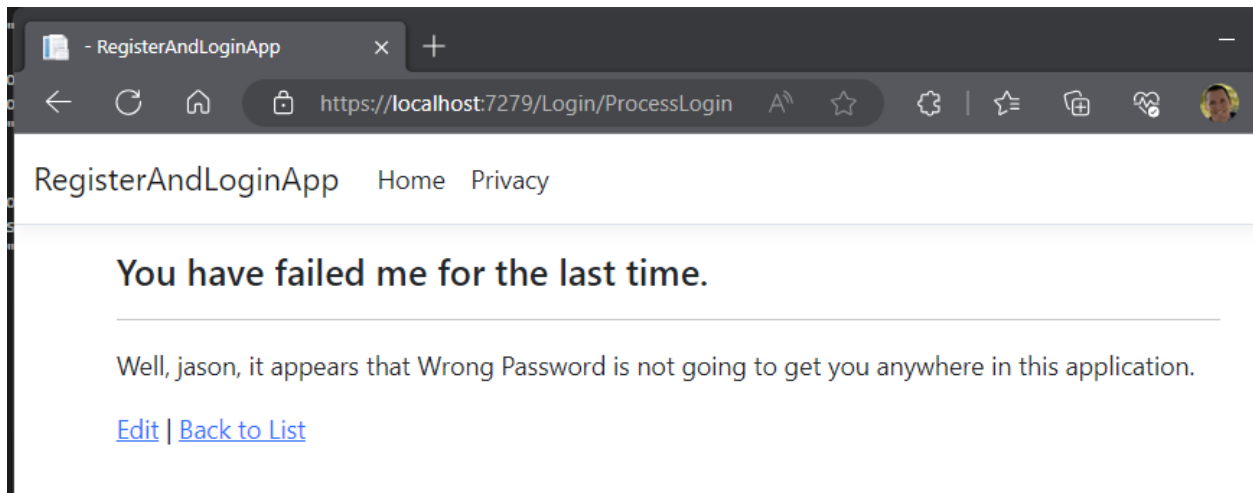 - RegisterAndLoginApp
https://localhost:7279/Login/ProcessLogin
RegisterAndLoginApp Home Privacy
You have failed me for the last time.
Well, jason, it appears that Wrong Password is not going to get you anywhere in this application.
Edit | Back to List